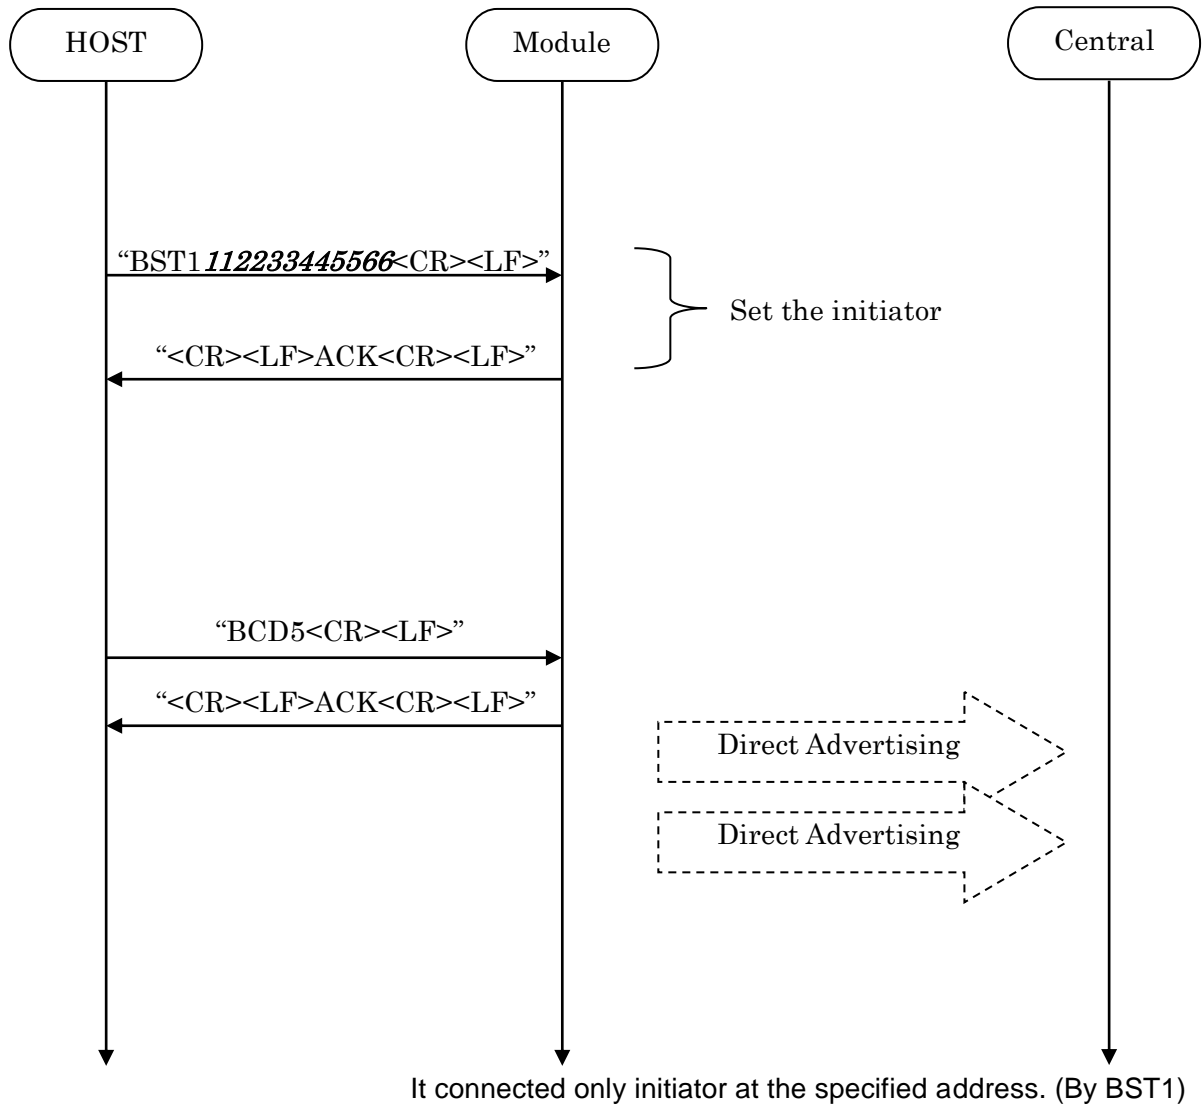 HOST Module Central
“BST1112233445566<CR><LF>”
Set the initiator
“<CR><LF>ACK<CR><LF>”
“BCD5<CR><LF>”
“<CR><LF>ACK<CR><LF>”
Direct Advertising
Direct Advertising
It connected only initiator at the specified address. (By BST1)